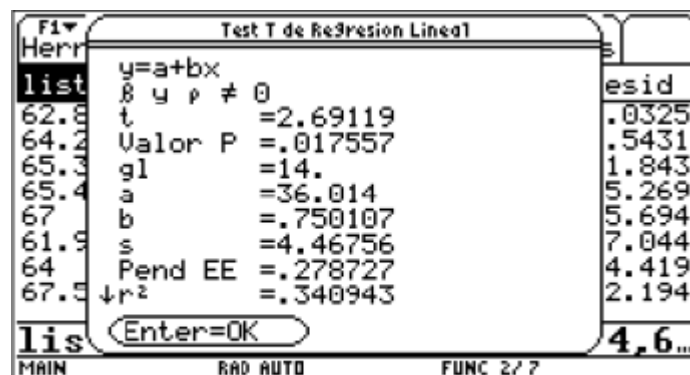 F1▼
Test T de Regresion Lineal
Herr
s
list
esid
y=a+bx
β y ρ ≠ 0
t =2.69119
Valor P =.017557
gl =14.
a =36.014
b =.750107
s =4.46756
Pend EE =.278727
↓r² =.340943
Enter=OK
62.8
64.2
65.3
65.4
67
61.9
64
67.5
.0325
.5431
1.843
5.269
5.694
7.044
4.419
2.194
lis
4,6…
MAIN RAD AUTO FUNC 2/7